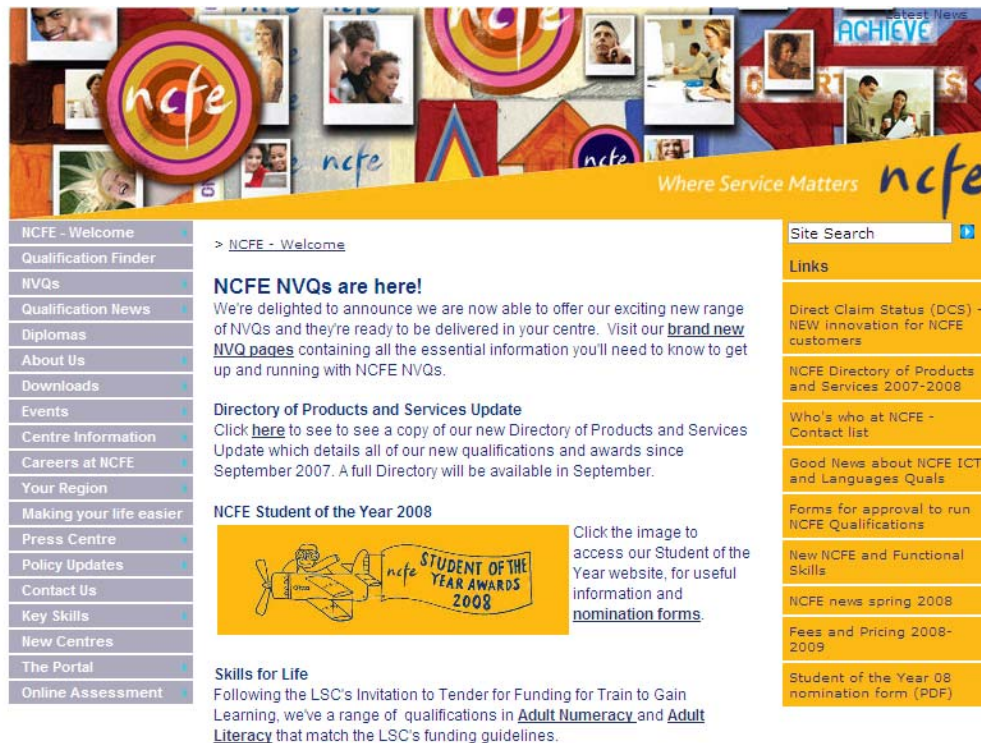 Latest News
ACHIEVE
ncfe
ncfe
ncfe
ncfe
Where Service Matters
ncfe
NCFE - Welcome
Qualification Finder
NVQs
Qualification News
Diplomas
About Us
Downloads
Events
Centre Information
Careers at NCFE
Your Region
Making your life easier
Press Centre
Policy Updates
Contact Us
Key Skills
New Centres
The Portal
Online Assessment
> NCFE - Welcome
NCFE NVQs are here!
We're delighted to announce we are now able to offer our exciting new range
of NVQs and they're ready to be delivered in your centre. Visit our brand new
NVQ pages containing all the essential information you'll need to know to get
up and running with NCFE NVQs.
Directory of Products and Services Update
Click here to see to see a copy of our new Directory of Products and Services
Update which details all of our new qualifications and awards since
September 2007. A full Directory will be available in September.
NCFE Student of the Year 2008
ncfe STUDENT OF THE
YEAR AWARDS
2008
Click the image to
access our Student of the
Year website, for useful
information and
nomination forms.
Skills for Life
Following the LSC's Invitation to Tender for Funding for Train to Gain
Learning, we've a range of qualifications in Adult Numeracy and Adult
Literacy that match the LSC's funding guidelines.
Site Search
Links
Direct Claim Status (DCS) -
NEW innovation for NCFE
customers
NCFE Directory of Products
and Services 2007-2008
Who's who at NCFE -
Contact list
Good News about NCFE ICT
and Languages Quals
Forms for approval to run
NCFE Qualifications
New NCFE and Functional
Skills
NCFE news spring 2008
Fees and Pricing 2008-
2009
Student of the Year 08
nomination form (PDF)